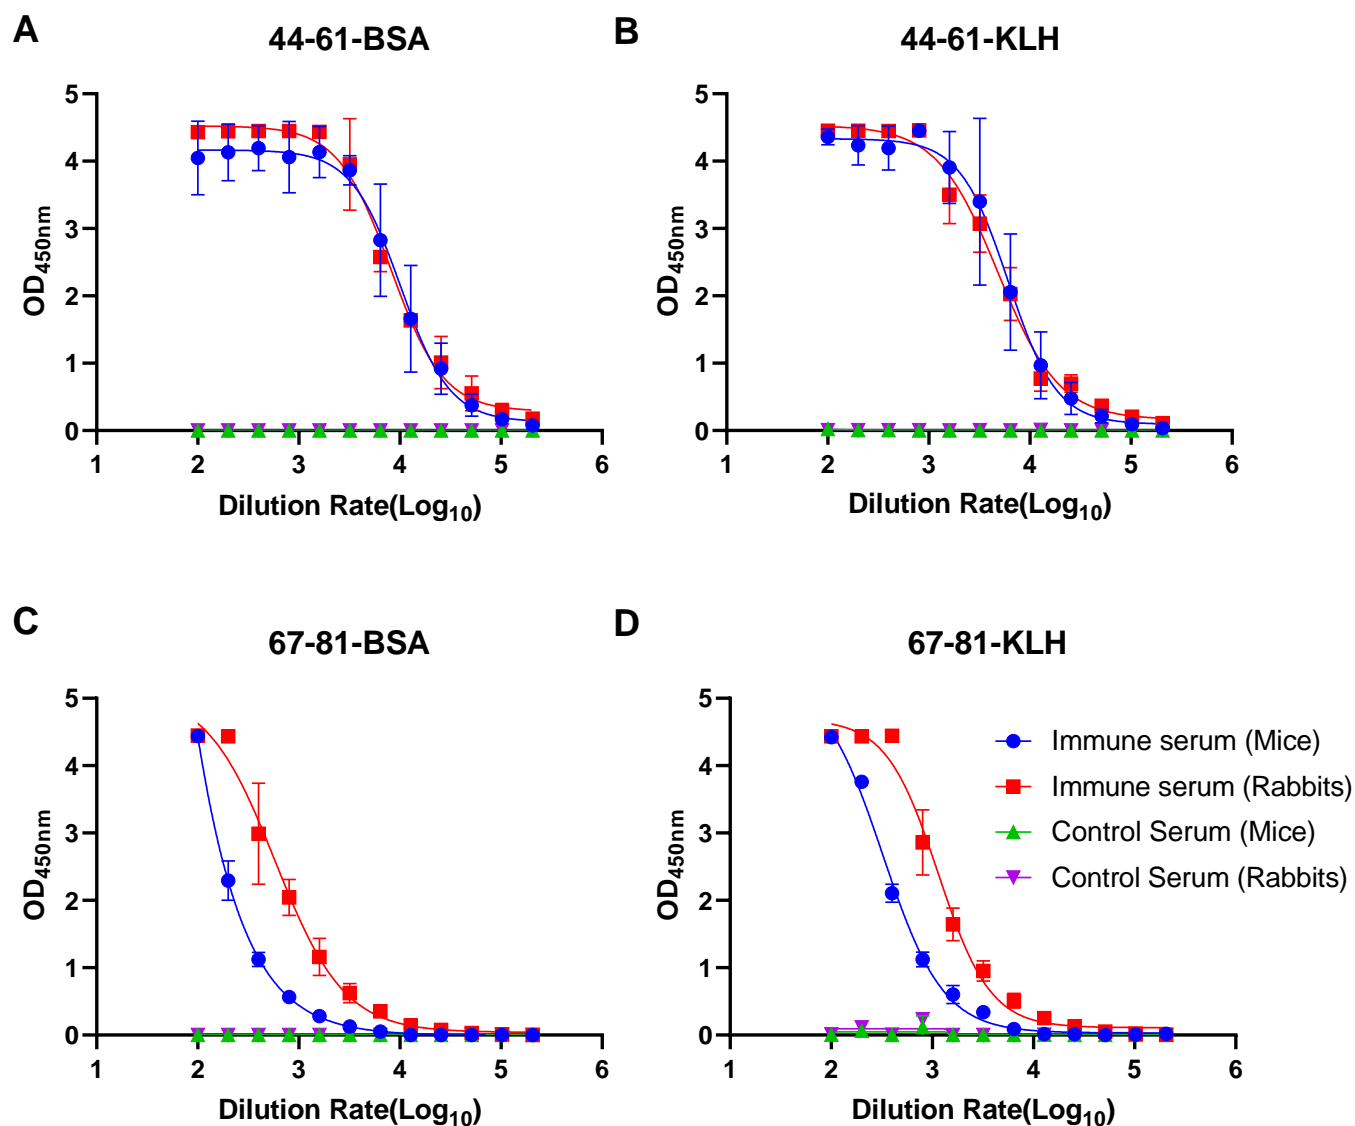 A
44-61-BSA
5
4
3
2
1
0
OD450nm
1 2 3 4 5 6
Dilution Rate(Log10)
B
44-61-KLH
5
4
3
2
1
0
OD450nm
1 2 3 4 5 6
Dilution Rate(Log10)
C
67-81-BSA
5
4
3
2
1
0
OD450nm
1 2 3 4 5 6
Dilution Rate(Log10)
D
67-81-KLH
5
4
3
2
1
0
OD450nm
1 2 3 4 5 6
Dilution Rate(Log10)
Immune serum (Mice)
Immune serum (Rabbits)
Control Serum (Mice)
Control Serum (Rabbits)